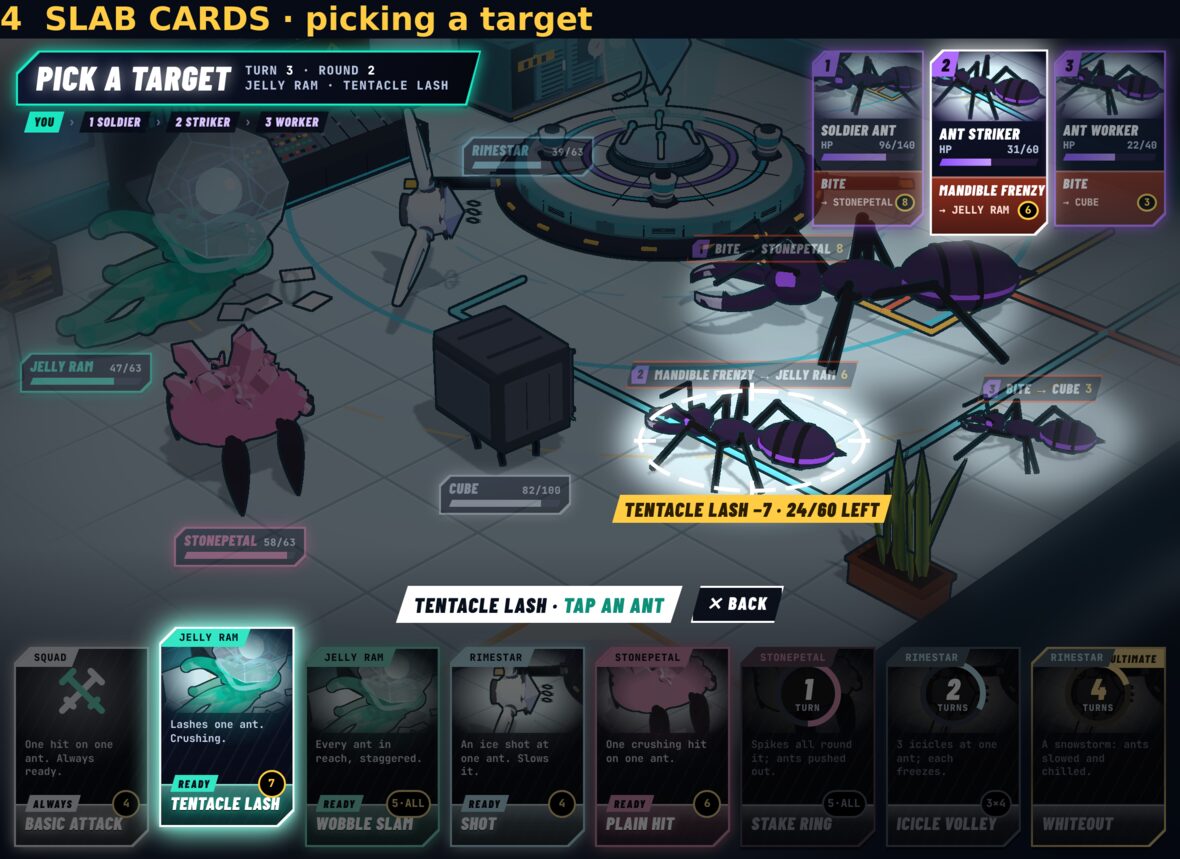 4 SLAB CARDS · picking a target
PICK A TARGET
TURN 3 · ROUND 2
JELLY RAM · TENTACLE LASH
YOU › 1 SOLDIER › 2 STRIKER › 3 WORKER
1
SOLDIER ANT
HP 96/140
BITE
→ STONEPETAL 8
2
ANT STRIKER
HP 31/60
MANDIBLE FRENZY
→ JELLY RAM 6
3
ANT WORKER
HP 22/40
BITE
→ CUBE 3
RIMESTAR 39/63
1 BITE → STONEPETAL 8
JELLY RAM 47/63
2 MANDIBLE FRENZY → JELLY RAM 6
3 BITE → CUBE 3
CUBE 82/100
TENTACLE LASH –7 · 24/60 LEFT
STONEPETAL 58/63
TENTACLE LASH · TAP AN ANT
✕ BACK
SQUAD
One hit on one
ant. Always
ready.
ALWAYS 4
BASIC ATTACK
JELLY RAM
Lashes one ant.
Crushing.
READY 7
TENTACLE LASH
JELLY RAM
Every ant in
reach, staggered.
READY 5·ALL
WOBBLE SLAM
RIMESTAR
An ice shot at
one ant. Slows
it.
READY 4
SHOT
STONEPETAL
One crushing hit
on one ant.
READY 6
PLAIN HIT
STONEPETAL
1
TURN
Spikes all round
it; ants pushed
out.
5·ALL
STAKE RING
RIMESTAR
2
TURNS
3 icicles at one
ant; each
freezes.
3×4
ICICLE VOLLEY
RIMESTAR ULTIMATE
4
TURNS
A snowstorm: ants
slowed and
chilled.
WHITEOUT